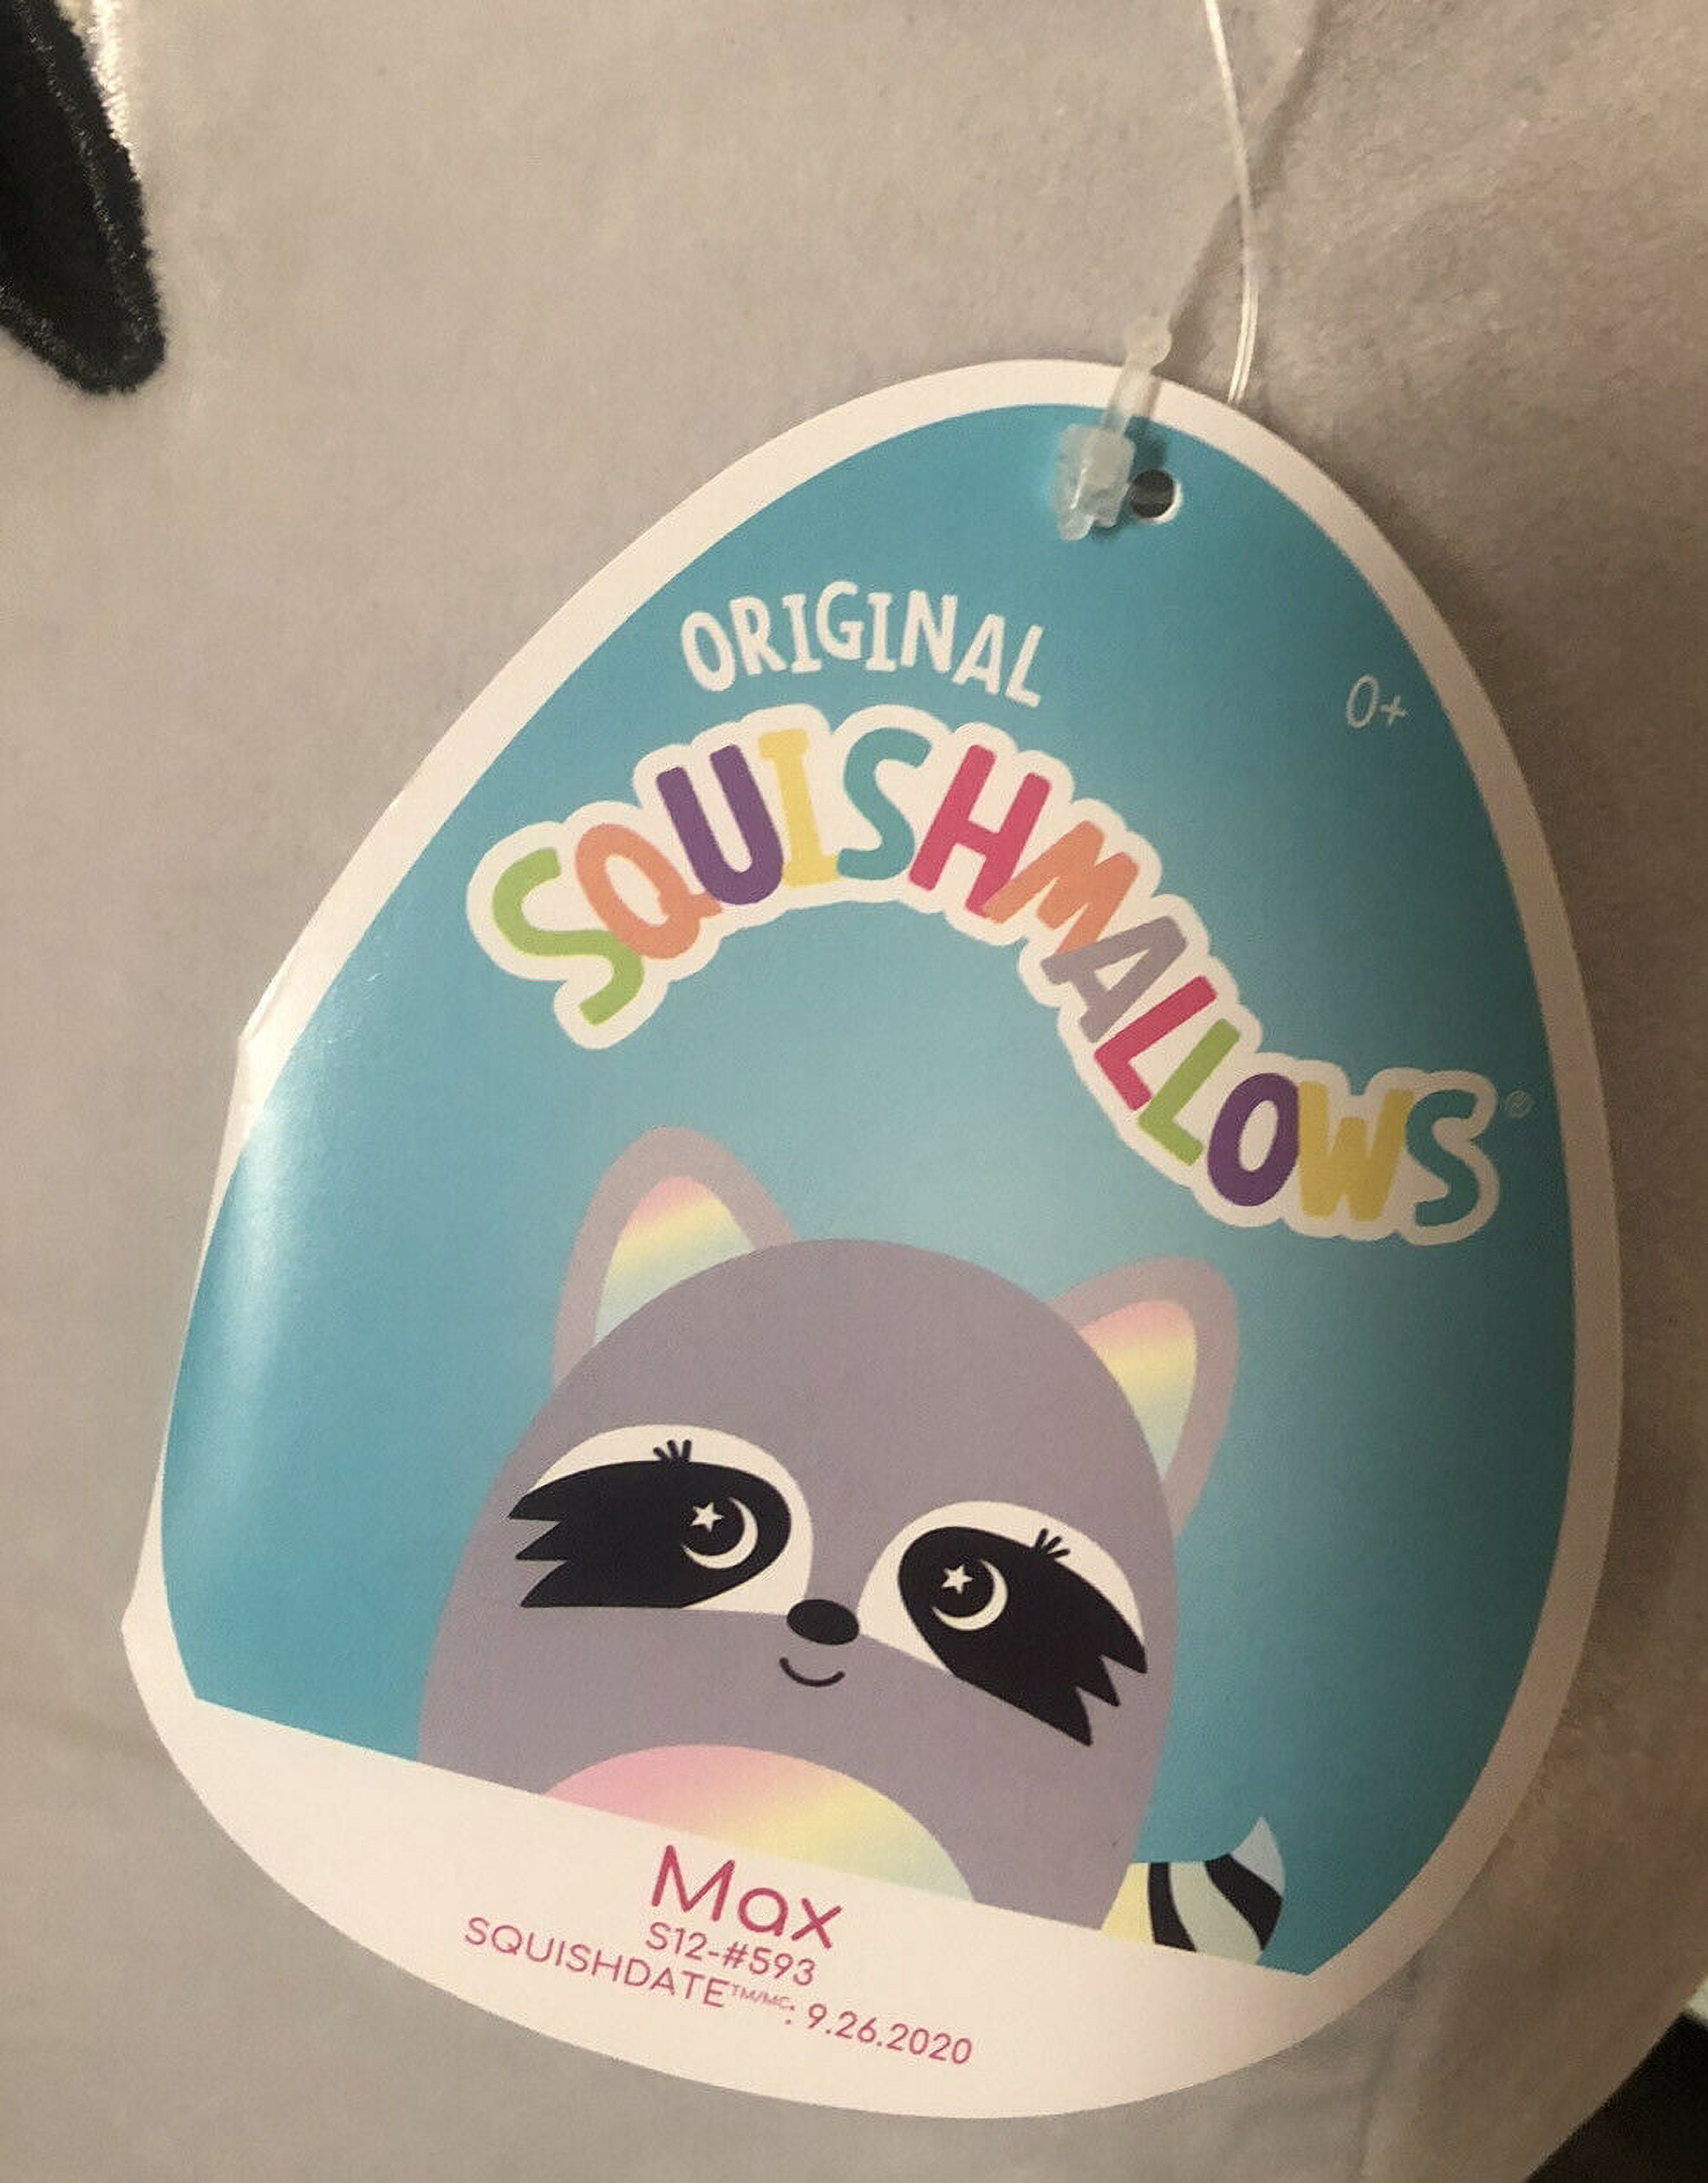 ORIGINAL
0+
SQUISHMALLOWS®
Max
S12-#593
SQUISHDATE™/MC: 9.26.2020